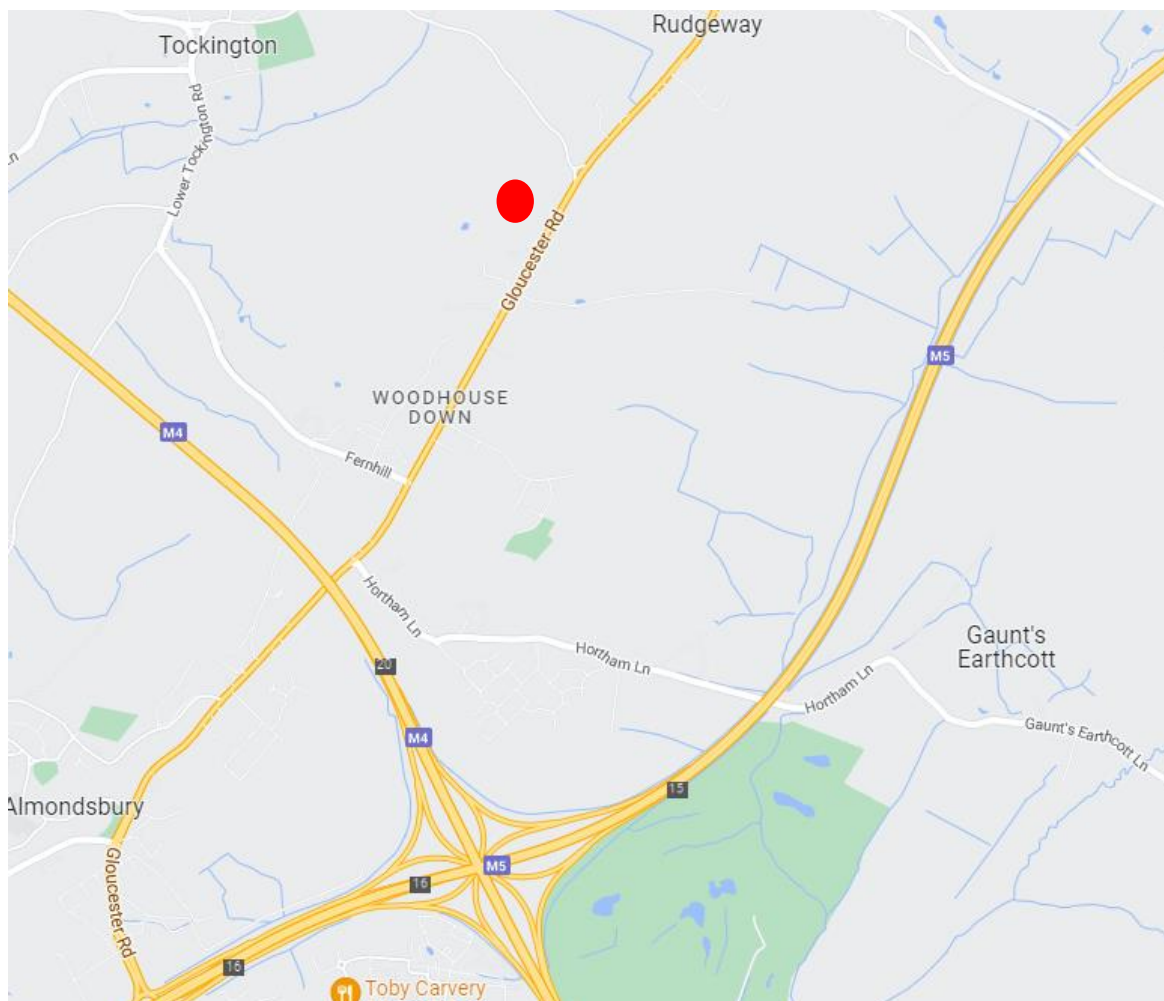 Rudgeway
Tockington
Lower Tockington Rd
Ln
Gloucester Rd
M5
WOODHOUSE
DOWN
M4
Fernhill
Hortham Ln
Hortham Ln
Gaunt's
Earthcott
20
Hortham Ln
Gaunt's Earthcott Ln
M4
15
Almondsbury
M5
Gloucester Rd
16
16
Toby Carvery